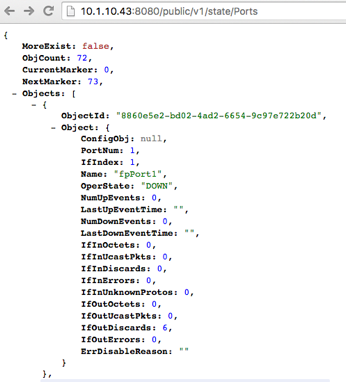 10.1.10.43:8080/public/v1/state/Ports
{
MoreExist: false,
ObjCount: 72,
CurrentMarker: 0,
NextMarker: 73,
- Objects: [
- {
ObjectId: "8860e5e2-bd02-4ad2-6654-9c97e722b20d",
- Object: {
ConfigObj: null,
PortNum: 1,
IfIndex: 1,
Name: "fpPort1",
OperState: "DOWN",
NumUpEvents: 0,
LastUpEventTime: "",
NumDownEvents: 0,
LastDownEventTime: "",
IfInOctets: 0,
IfInUcastPkts: 0,
IfInDiscards: 0,
IfInErrors: 0,
IfInUnknownProtos: 0,
IfOutOctets: 0,
IfOutUcastPkts: 0,
IfOutDiscards: 6,
IfOutErrors: 0,
ErrDisableReason: ""
}
},